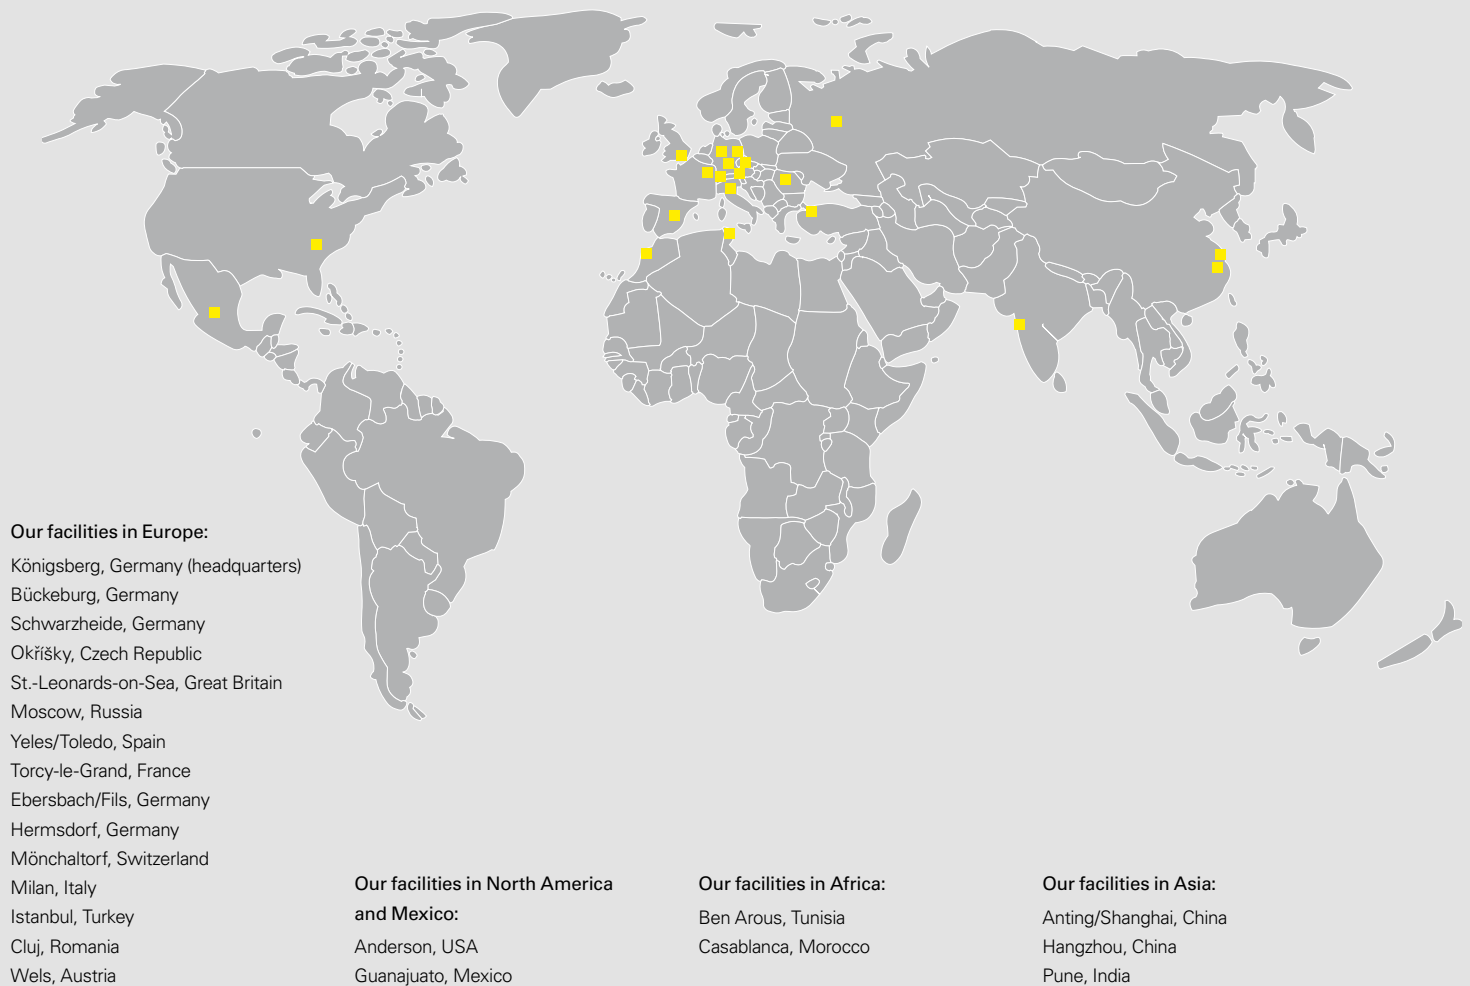 Our facilities in Europe:
Königsberg, Germany (headquarters)
Bückeburg, Germany
Schwarzheide, Germany
Okříšky, Czech Republic
St.-Leonards-on-Sea, Great Britain
Moscow, Russia
Yeles/Toledo, Spain
Torcy-le-Grand, France
Ebersbach/Fils, Germany
Hermsdorf, Germany
Mönchaltorf, Switzerland
Milan, Italy
Istanbul, Turkey
Cluj, Romania
Wels, Austria
Our facilities in North America
and Mexico:
Anderson, USA
Guanajuato, Mexico
Our facilities in Africa:
Ben Arous, Tunisia
Casablanca, Morocco
Our facilities in Asia:
Anting/Shanghai, China
Hangzhou, China
Pune, India